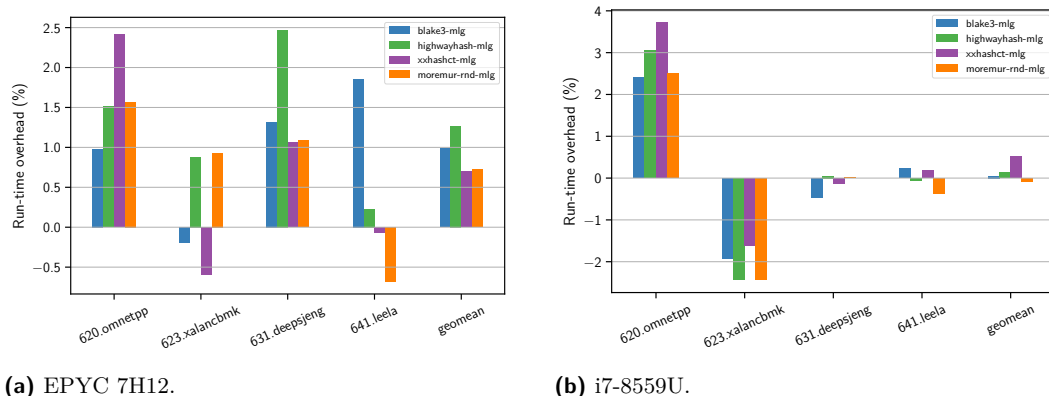 2.5
2.0
1.5
1.0
0.5
0.0
−0.5
Run-time overhead (%)
blake3-mlg
highwayhash-mlg
xxhashct-mlg
moremur-rnd-mlg
620.omnetpp
623.xalancbmk
631.deepsjeng
641.leela
geomean
(a) EPYC 7H12.
4
3
2
1
0
−1
−2
Run-time overhead (%)
blake3-mlg
highwayhash-mlg
xxhashct-mlg
moremur-rnd-mlg
620.omnetpp
623.xalancbmk
631.deepsjeng
641.leela
geomean
(b) i7-8559U.